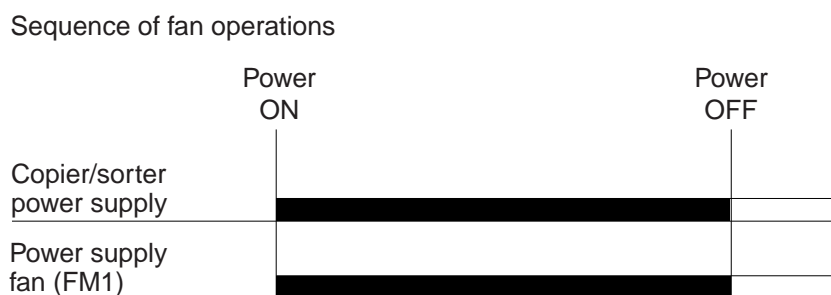 Sequence of fan operations
Power
ON
Power
OFF
Copier/sorter
power supply
Power supply
fan (FM1)